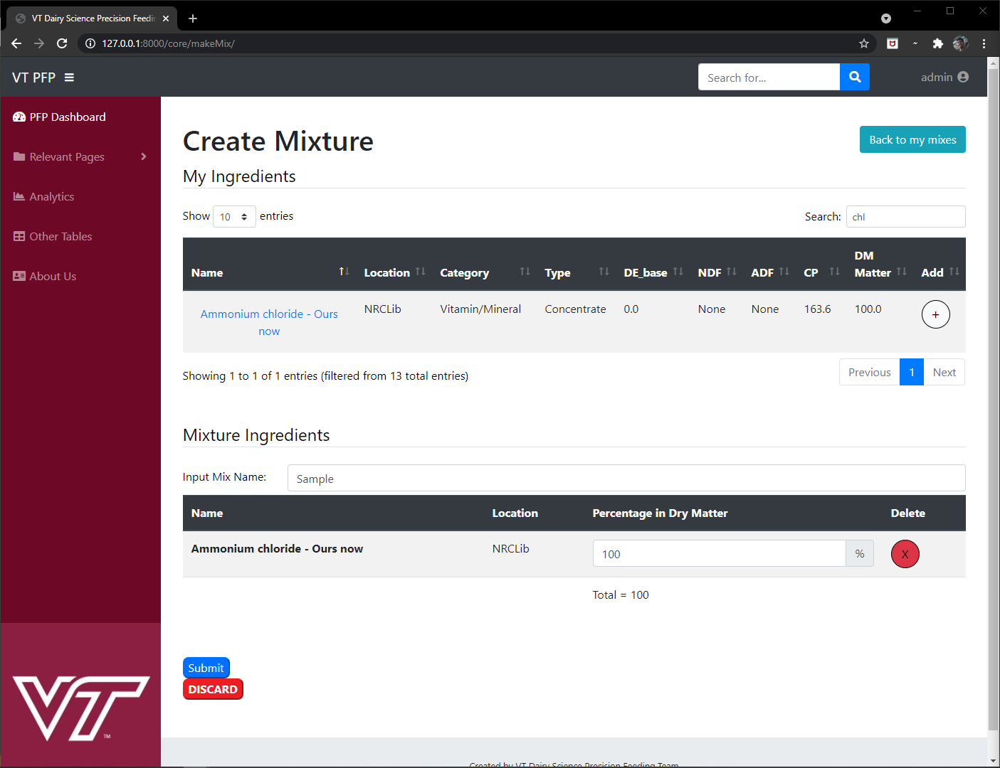 VT Dairy Science Precision Feedin
127.0.0.1:8000/core/makeMix/
VT PFP
Search for...
admin
PFP Dashboard
Relevant Pages
Analytics
Other Tables
About Us
VT
TM
Create Mixture
Back to my mixes
My Ingredients
Show 10 entries
Search: chl
Name Location Category Type DE_base NDF ADF CP DM Matter Add
Ammonium chloride - Ours now NRCLib Vitamin/Mineral Concentrate 0.0 None None 163.6 100.0 +
Showing 1 to 1 of 1 entries (filtered from 13 total entries)
Previous 1 Next
Mixture Ingredients
Input Mix Name: Sample
Name Location Percentage in Dry Matter Delete
Ammonium chloride - Ours now NRCLib 100 % X
Total = 100
Submit
DISCARD
Created by VT Dairy Science Precision Feeding Team